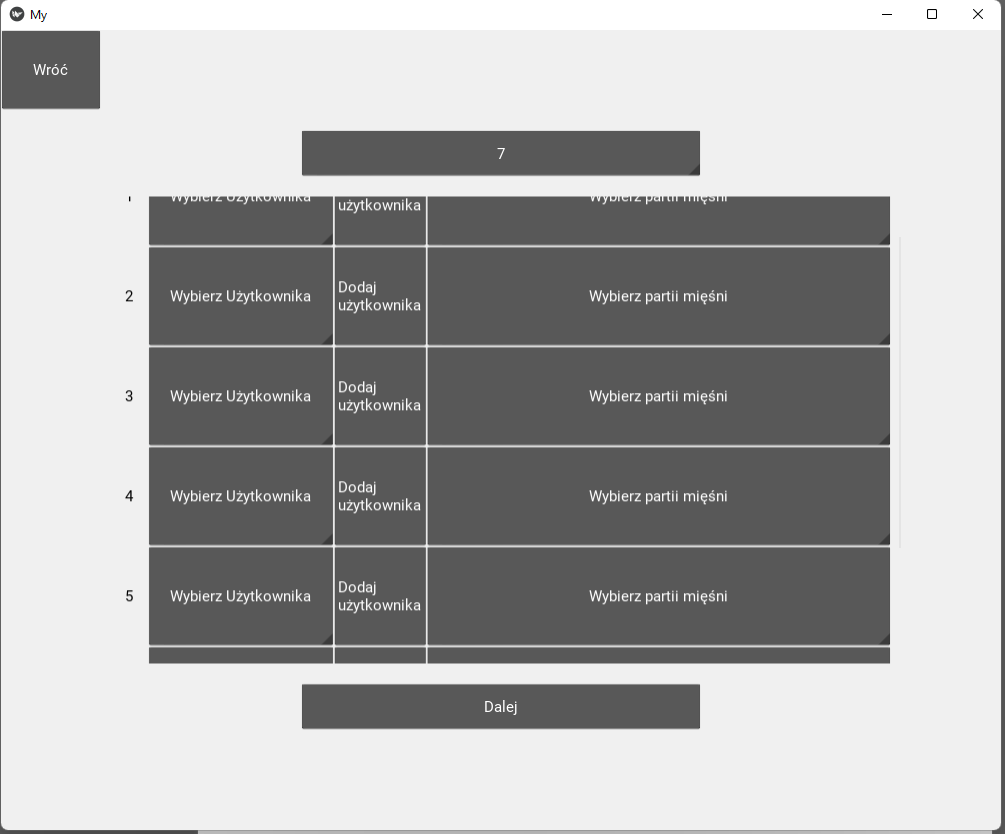 My
Wróć
7
1 Wybierz Użytkownika użytkownika Wybierz partii mięśni
2 Wybierz Użytkownika Dodaj użytkownika Wybierz partii mięśni
3 Wybierz Użytkownika Dodaj użytkownika Wybierz partii mięśni
4 Wybierz Użytkownika Dodaj użytkownika Wybierz partii mięśni
5 Wybierz Użytkownika Dodaj użytkownika Wybierz partii mięśni
Dalej